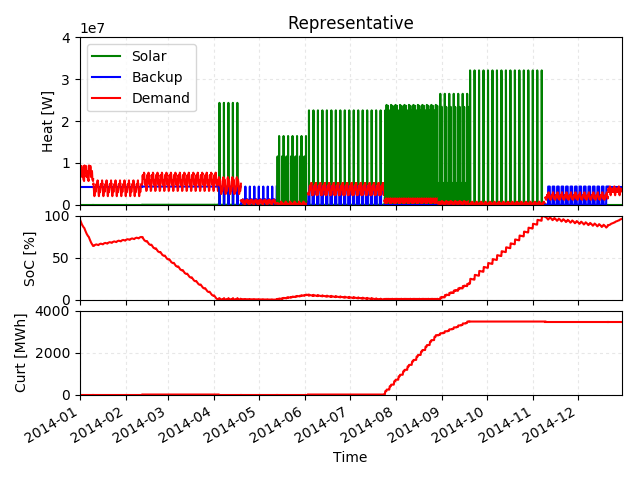 Representative
1e7
4
3
2
1
0
Heat [W]
Solar
Backup
Demand
100
50
0
SoC [%]
4000
2000
0
Curt [MWh]
2014-01
2014-02
2014-03
2014-04
2014-05
2014-06
2014-07
2014-08
2014-09
2014-10
2014-11
2014-12
Time